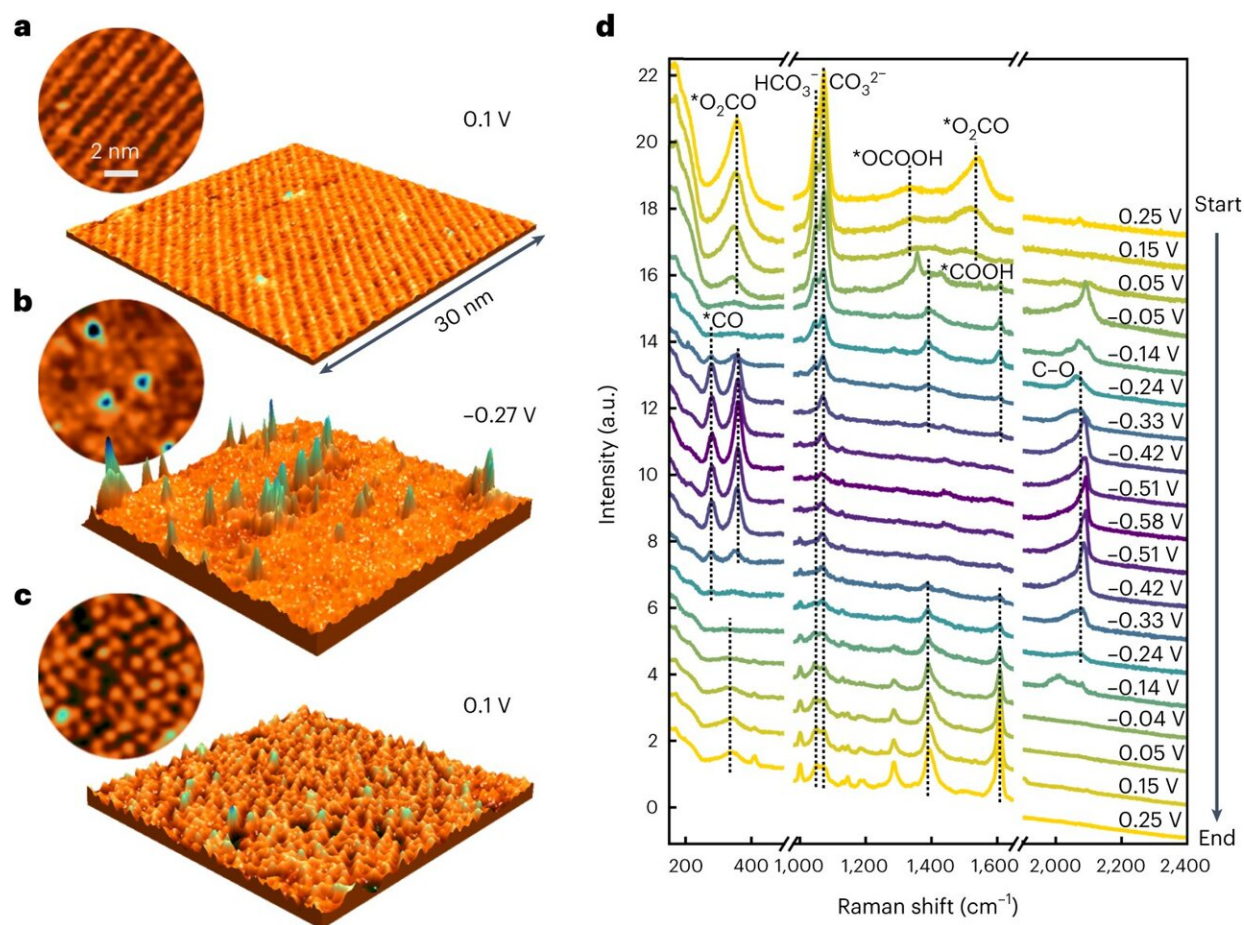 a
2 nm
0.1 V
30 nm
b
−0.27 V
c
0.1 V
d
Intensity (a.u.)
22
20
18
16
14
12
10
8
6
4
2
0
*O₂CO
HCO₃⁻
CO₃²⁻
*OCOOH
*O₂CO
*COOH
*CO
C–O
0.25 V
0.15 V
0.05 V
−0.05 V
−0.14 V
−0.24 V
−0.33 V
−0.42 V
−0.51 V
−0.58 V
−0.51 V
−0.42 V
−0.33 V
−0.24 V
−0.14 V
−0.04 V
0.05 V
0.15 V
0.25 V
Start
End
200 400 1,000 1,200 1,400 1,600 2,000 2,200 2,400
Raman shift (cm⁻¹)